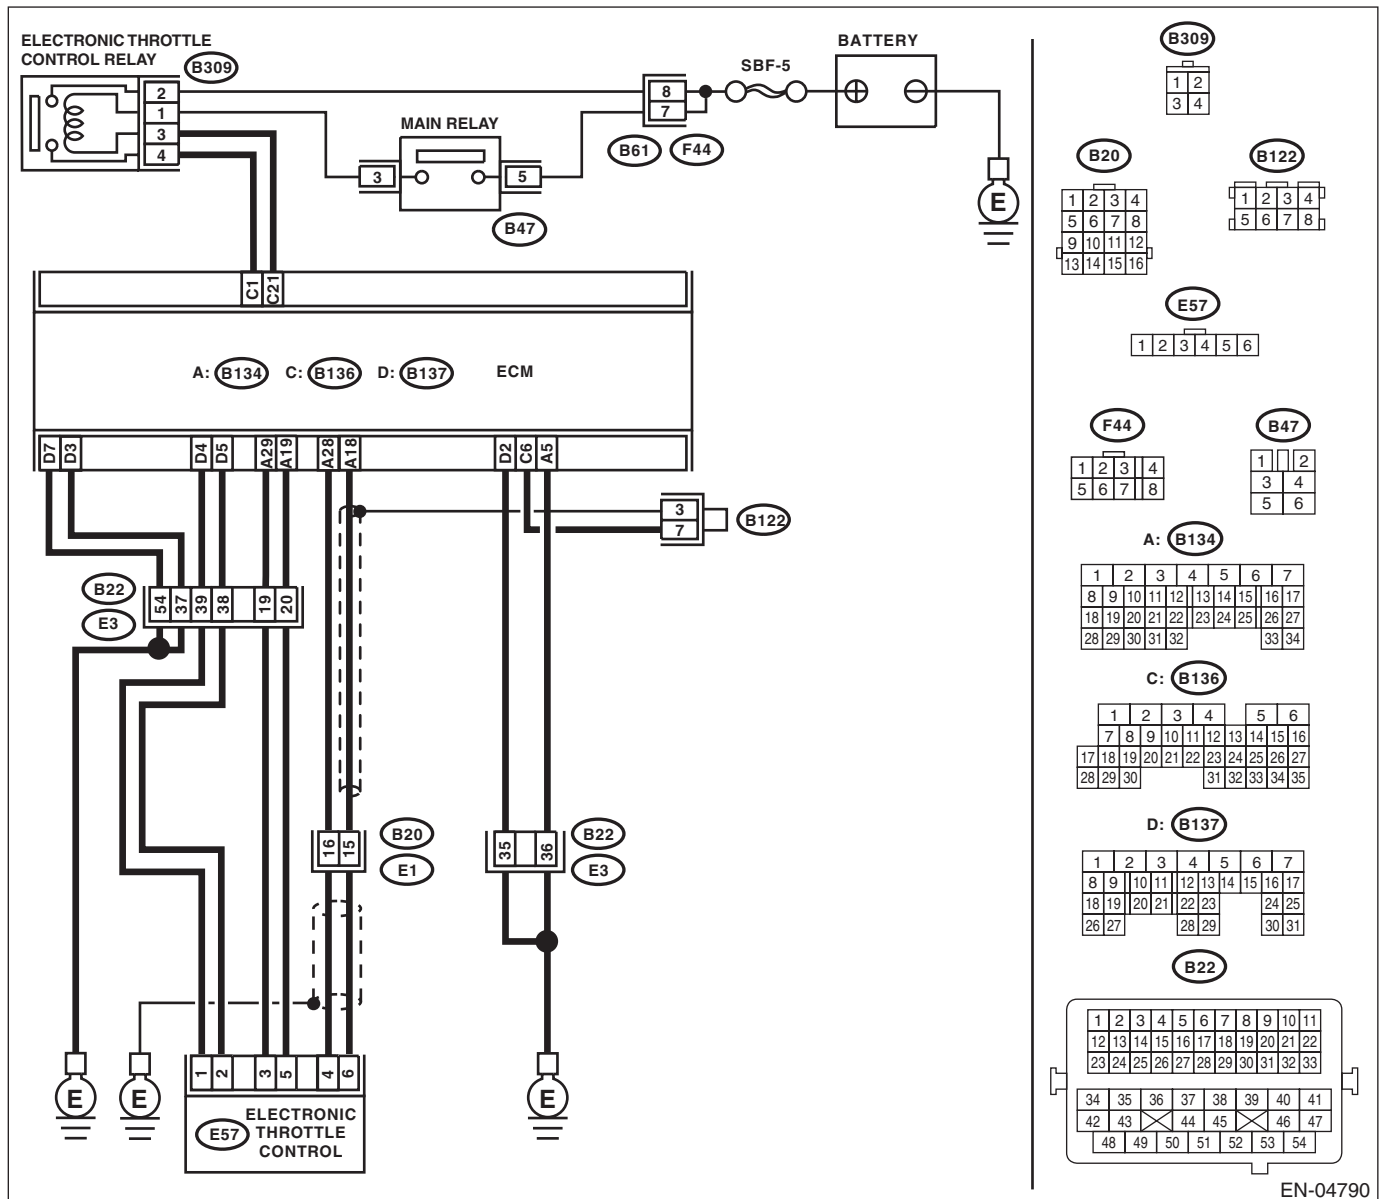 ELECTRONIC THROTTLE
CONTROL RELAY
B309
2
1
3
4
MAIN RELAY
3
5
B47
8
7
B61 F44
SBF-5
BATTERY
E
C1 C21
A: B134 C: B136 D: B137 ECM
D7 D3 D4 D5 A29 A19 A28 A18 D2 C6 A5
3
7
B122
B22
E3
54 37 39 38 19 20
16 15
B20
E1
35 36
B22
E3
E
E
E
1 2 3 5 4 6
E57
ELECTRONIC
THROTTLE
CONTROL
B309
1 2
3 4
B20
1 2 3 4
5 6 7 8
9 10 11 12
13 14 15 16
B122
1 2 3 4
5 6 7 8
E57
1 2 3 4 5 6
F44
1 2 3 4
5 6 7 8
B47
1 2
3 4
5 6
A: B134
1 2 3 4 5 6 7
8 9 10 11 12 13 14 15 16 17
18 19 20 21 22 23 24 25 26 27
28 29 30 31 32 33 34
C: B136
1 2 3 4 5 6
7 8 9 10 11 12 13 14 15 16
17 18 19 20 21 22 23 24 25 26 27
28 29 30 31 32 33 34 35
D: B137
1 2 3 4 5 6 7
8 9 10 11 12 13 14 15 16 17
18 19 20 21 22 23 24 25
26 27 28 29 30 31
B22
1 2 3 4 5 6 7 8 9 10 11
12 13 14 15 16 17 18 19 20 21 22
23 24 25 26 27 28 29 30 31 32 33
34 35 36 37 38 39 40 41
42 43 44 45 46 47
48 49 50 51 52 53 54
EN-04790